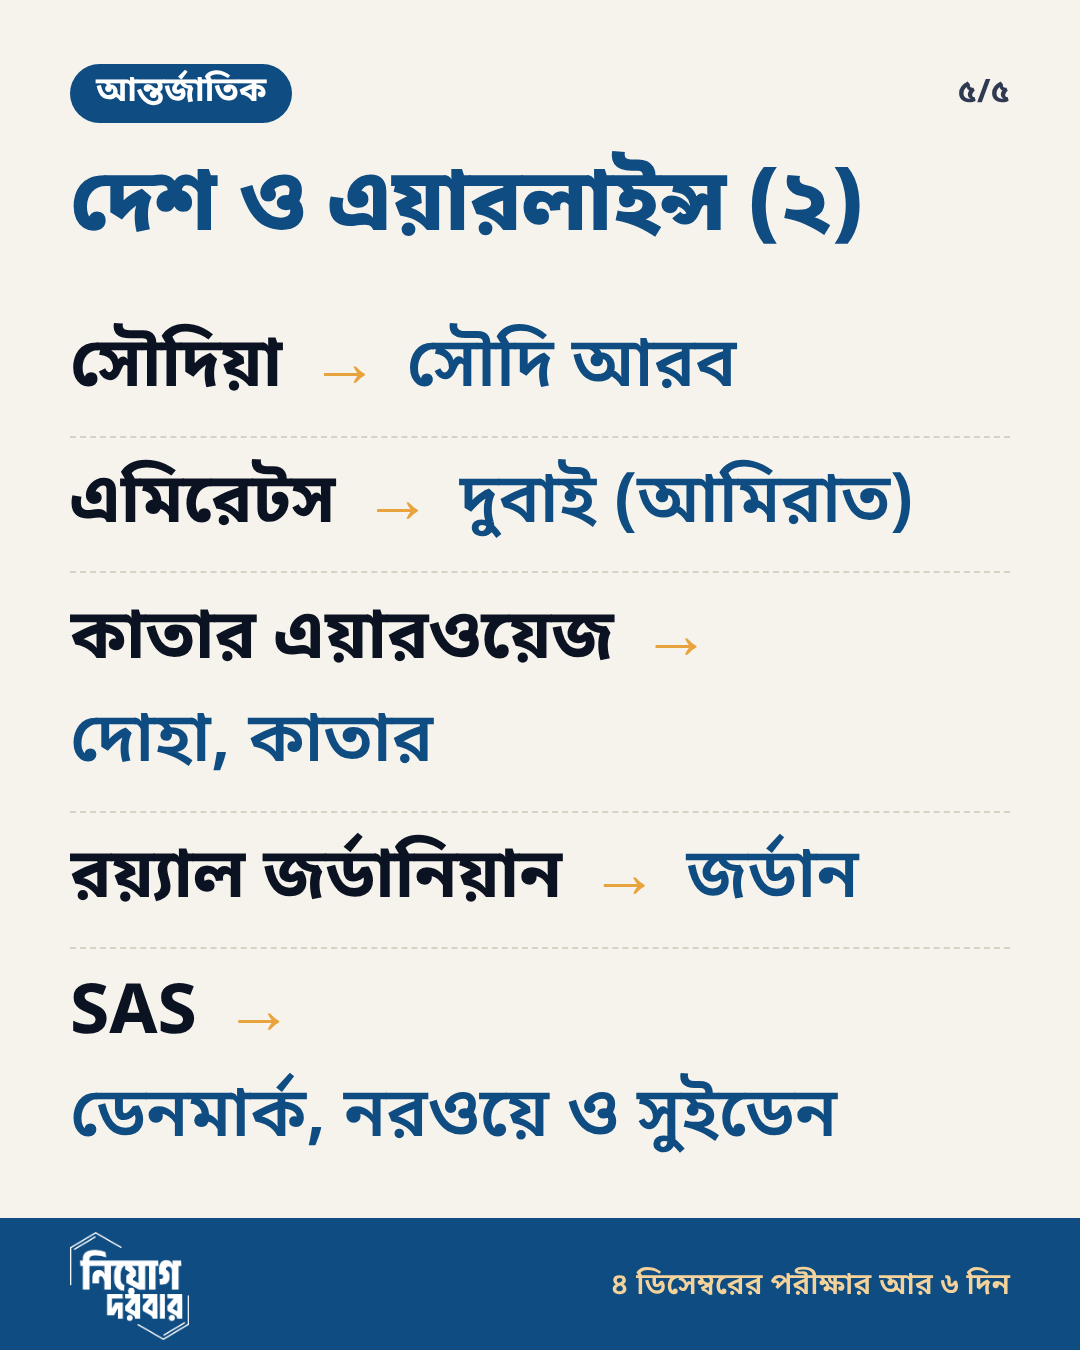 আন্তর্জাতিক
৫/৫
দেশ ও এয়ারলাইন্স (২)
সৌদিয়া → সৌদি আরব
এমিরেটস → দুবাই (আমিরাত)
কাতার এয়ারওয়েজ →
দোহা, কাতার
রয়্যাল জর্ডানিয়ান → জর্ডান
SAS →
ডেনমার্ক, নরওয়ে ও সুইডেন
নিয়োগ
দরবার
৪ ডিসেম্বরের পরীক্ষার আর ৬ দিন